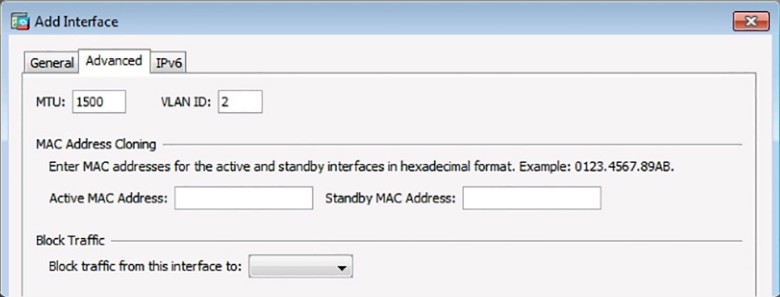 Add Interface
General Advanced IPv6
MTU: 1500 VLAN ID: 2
MAC Address Cloning
Enter MAC addresses for the active and standby interfaces in hexadecimal format. Example: 0123.4567.89AB.
Active MAC Address: Standby MAC Address:
Block Traffic
Block traffic from this interface to: